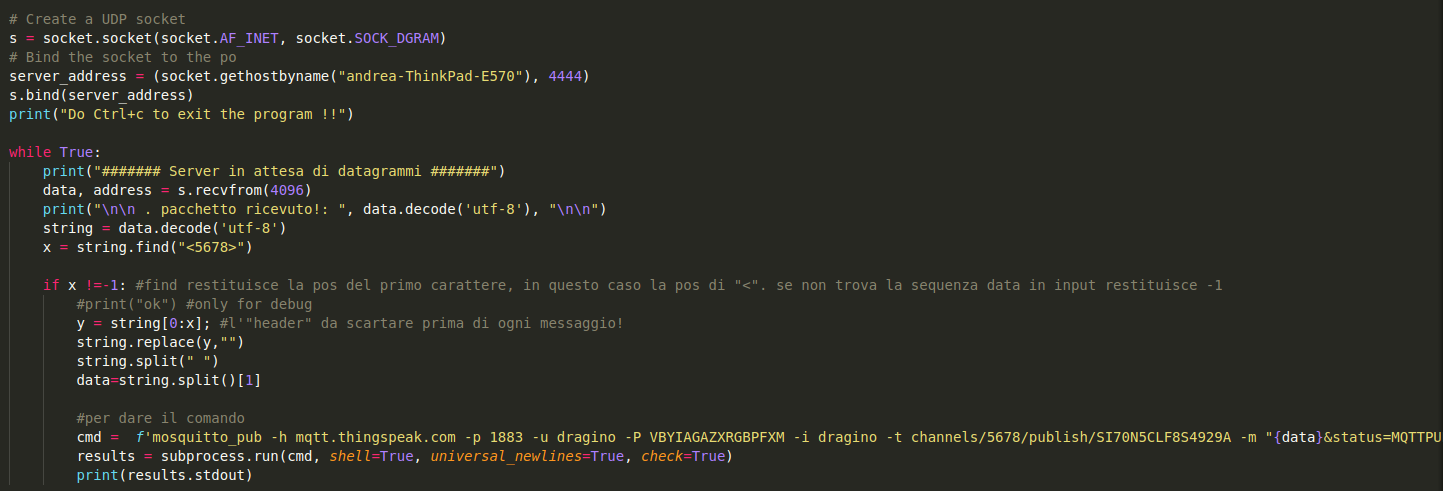 # Create a UDP socket
s = socket.socket(socket.AF_INET, socket.SOCK_DGRAM)
# Bind the socket to the po
server_address = (socket.gethostbyname("andrea-ThinkPad-E570"), 4444)
s.bind(server_address)
print("Do Ctrl+c to exit the program !!")

while True:
    print("####### Server in attesa di datagrammi #######")
    data, address = s.recvfrom(4096)
    print("\n\n . pacchetto ricevuto!: ", data.decode('utf-8'), "\n\n")
    string = data.decode('utf-8')
    x = string.find("<5678>")

    if x !=-1: #find restituisce la pos del primo carattere, in questo caso la pos di "<". se non trova la sequenza data in input restituisce -1
        #print("ok") #only for debug
        y = string[0:x]; #l'"header" da scartare prima di ogni messaggio!
        string.replace(y,"")
        string.split(" ")
        data=string.split()[1]

        #per dare il comando
        cmd =  f'mosquitto_pub -h mqtt.thingspeak.com -p 1883 -u dragino -P VBYIAGAZXRGBPFXM -i dragino -t channels/5678/publish/SI70N5CLF8S4929A -m "{data}&status=MQTTPU
        results = subprocess.run(cmd, shell=True, universal_newlines=True, check=True)
        print(results.stdout)